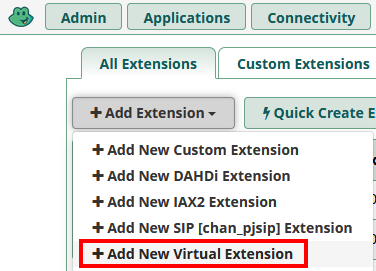 Admin
Applications
Connectivity
All Extensions
Custom Extensions
Add Extension
Quick Create E
Add New Custom Extension
Add New DAHDi Extension
Add New IAX2 Extension
Add New SIP [chan_pjsip] Extension
Add New Virtual Extension